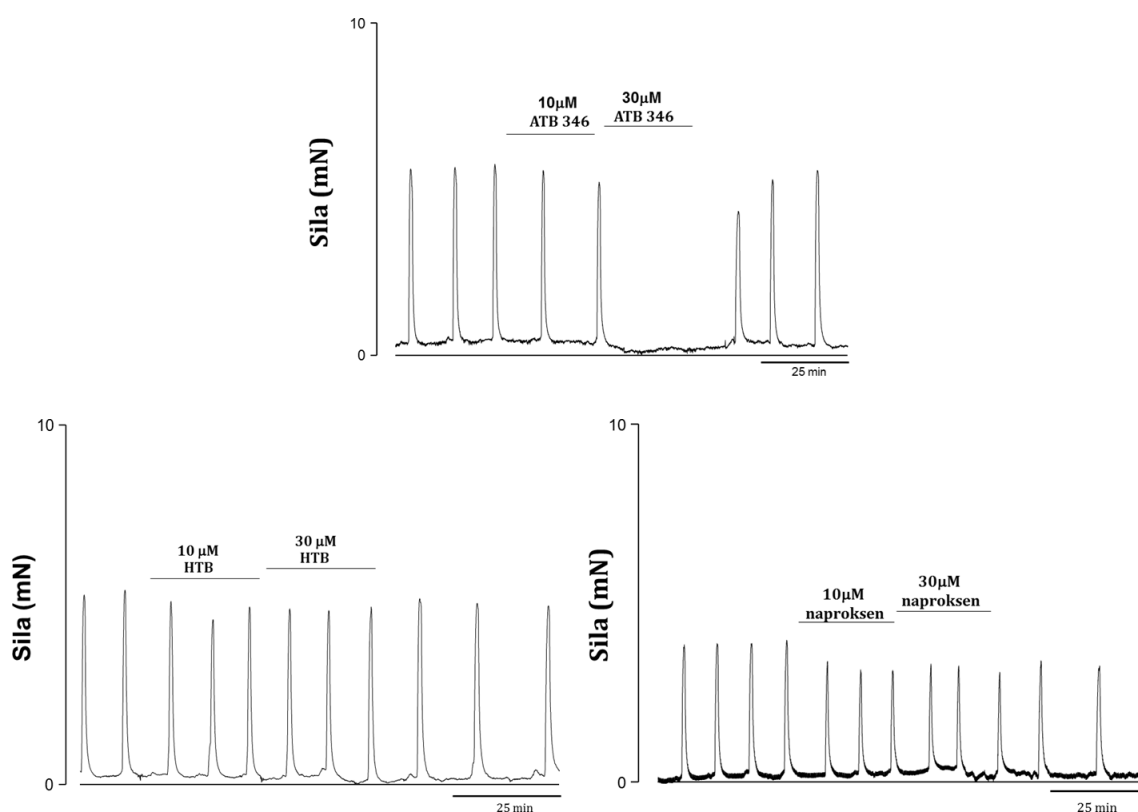 10
10μM
ATB 346
30μM
ATB 346
Sila (mN)
0
25 min
10
10 μM
HTB
30 μM
HTB
Sila (mN)
0
25 min
10
10μM
naproksen
30μM
naproksen
Sila (mN)
0
25 min